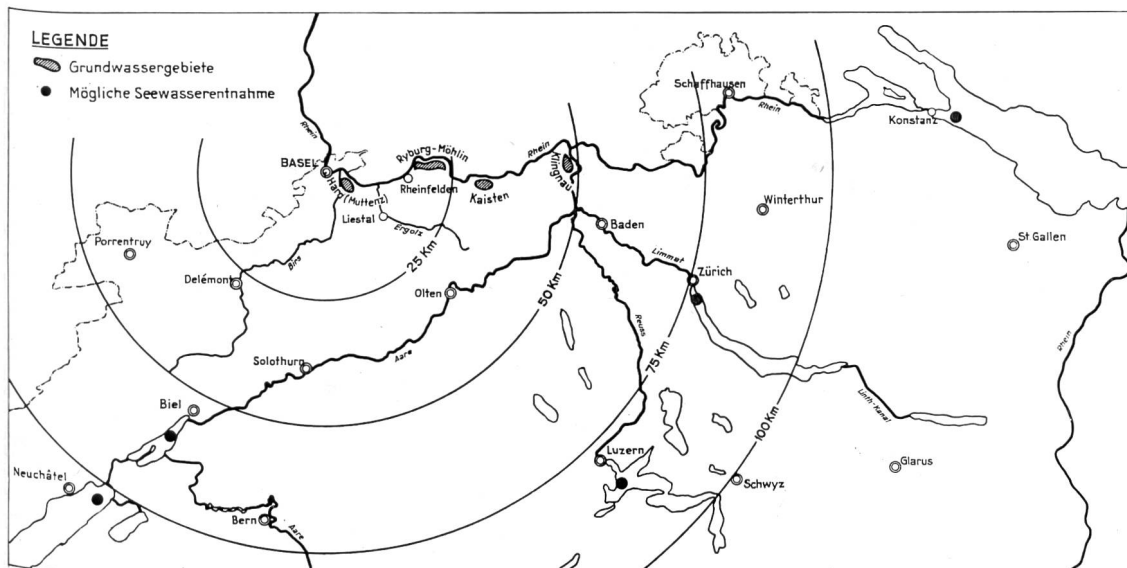 LEGENDE
Grundwassergebiete
Mögliche Seewasserentnahme
Schaffhausen
Rhein
Konstanz
Rhein
BASEL
Ryburg-Möhlin
Rhein
Klingnau
Hard (Muttenz)
Rheinfelden
Kaisten
Liestal
Ergolz
Winterthur
Baden
St Gallen
Porrentruy
Birs
25 Km
Limmat
Delémont
Olten
50 Km
Zürich
Reuss
Rhein
Solothurn
Aare
75 Km
Biel
100 Km
Linth-Kanal
Luzern
Glarus
Neuchâtel
Schwyz
Bern
Aare